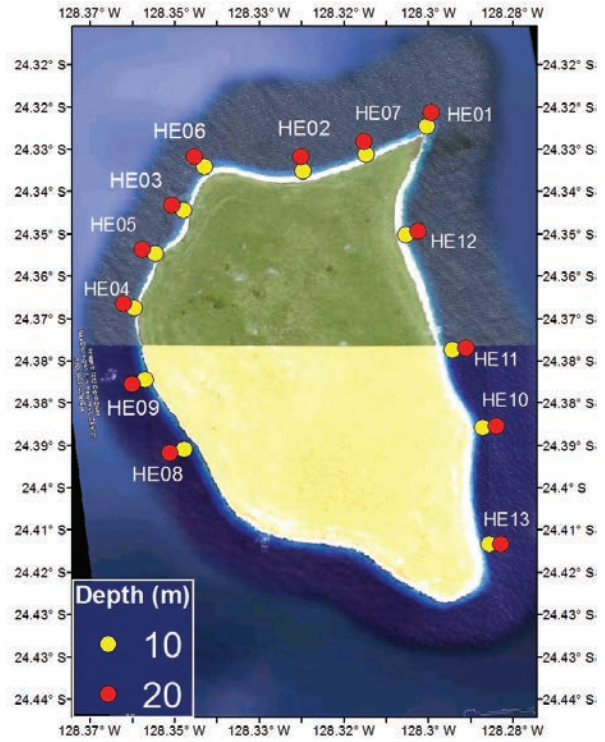 128.37° W 128.35° W 128.33° W 128.32° W 128.3° W 128.28° W
24.32° S
24.32° S
24.32° S
24.32° S
24.33° S
24.33° S
24.34° S
24.34° S
24.35° S
24.35° S
24.36° S
24.36° S
24.37° S
24.37° S
24.38° S
24.38° S
24.38° S
24.38° S
24.39° S
24.39° S
24.4° S
24.4° S
24.41° S
24.41° S
24.42° S
24.42° S
24.43° S
24.43° S
24.43° S
24.43° S
24.44° S
24.44° S
HE01
HE07
HE02
HE06
HE03
HE12
HE05
HE04
HE11
HE09
HE10
HE08
HE13
Depth (m)
10
20
128.37° W 128.35° W 128.33° W 128.32° W 128.3° W 128.28° W